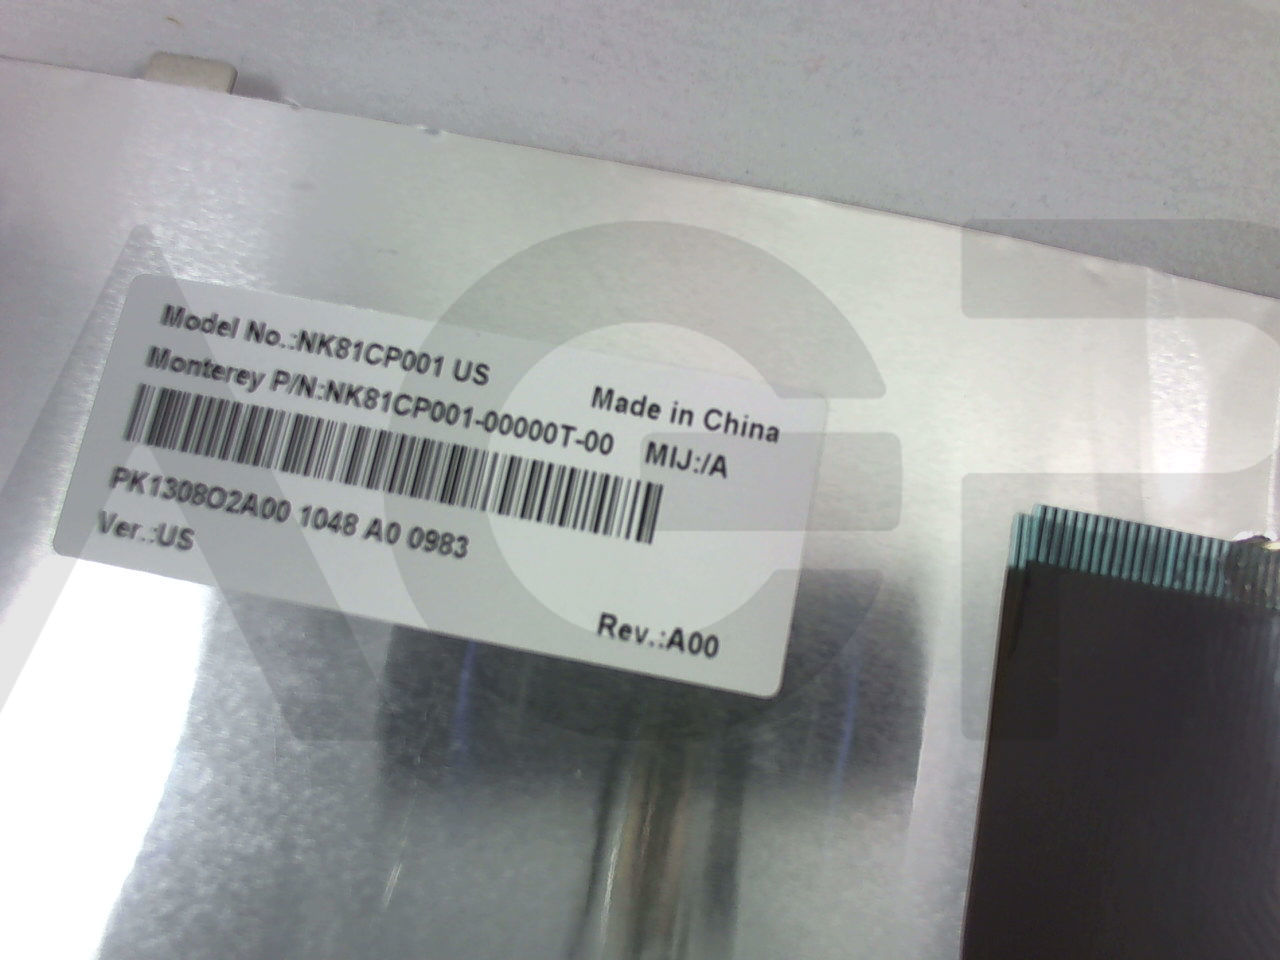 Model No.:NK81CP001 US
Made in China
Monterey P/N:NK81CP001-00000T-00 MIJ:/A
PK1308O2A00 1048 A0 0983
Ver.:US
Rev.:A00